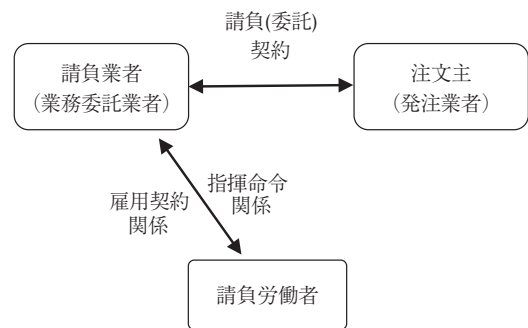 請負(委託)
契約
請負業者
（業務委託業者）
注文主
（発注業者）
指揮命令
関係
雇用契約
関係
請負労働者